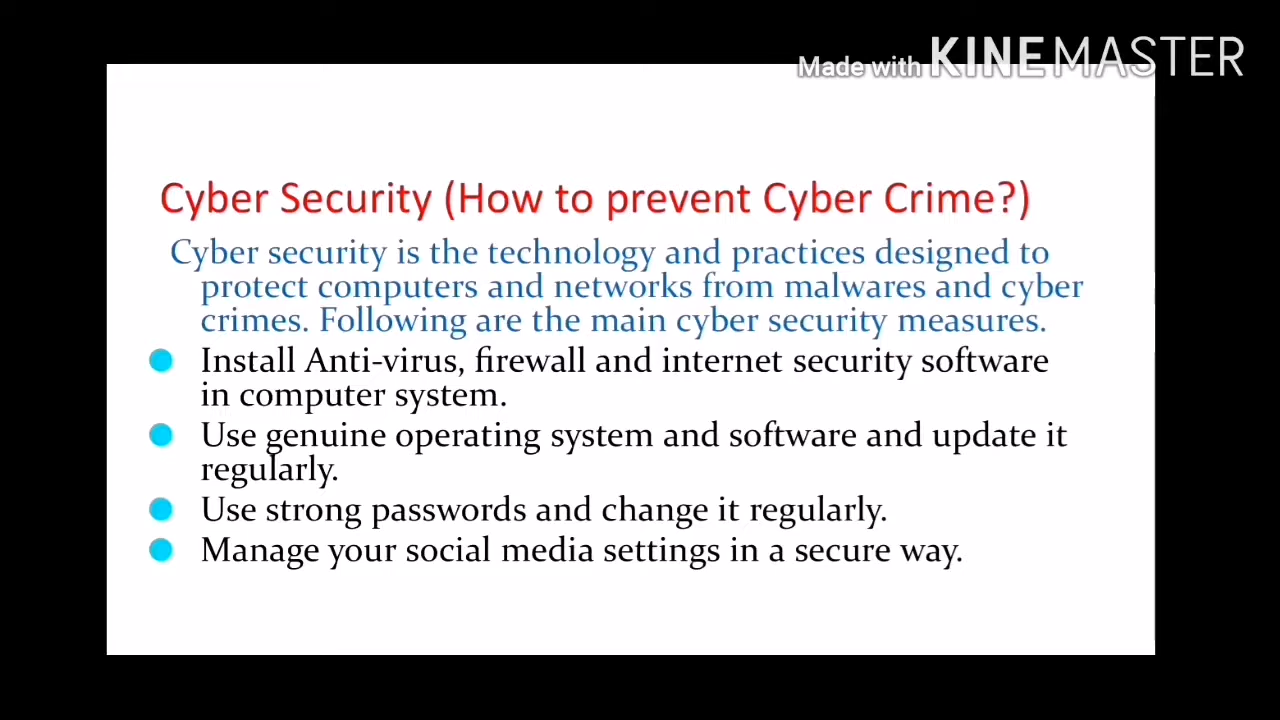 Made with KINEMASTER
Cyber Security (How to prevent Cyber Crime?)
Cyber security is the technology and practices designed to
protect computers and networks from malwares and cyber
crimes. Following are the main cyber security measures.
Install Anti-virus, firewall and internet security software
in computer system.
Use genuine operating system and software and update it
regularly.
Use strong passwords and change it regularly.
Manage your social media settings in a secure way.